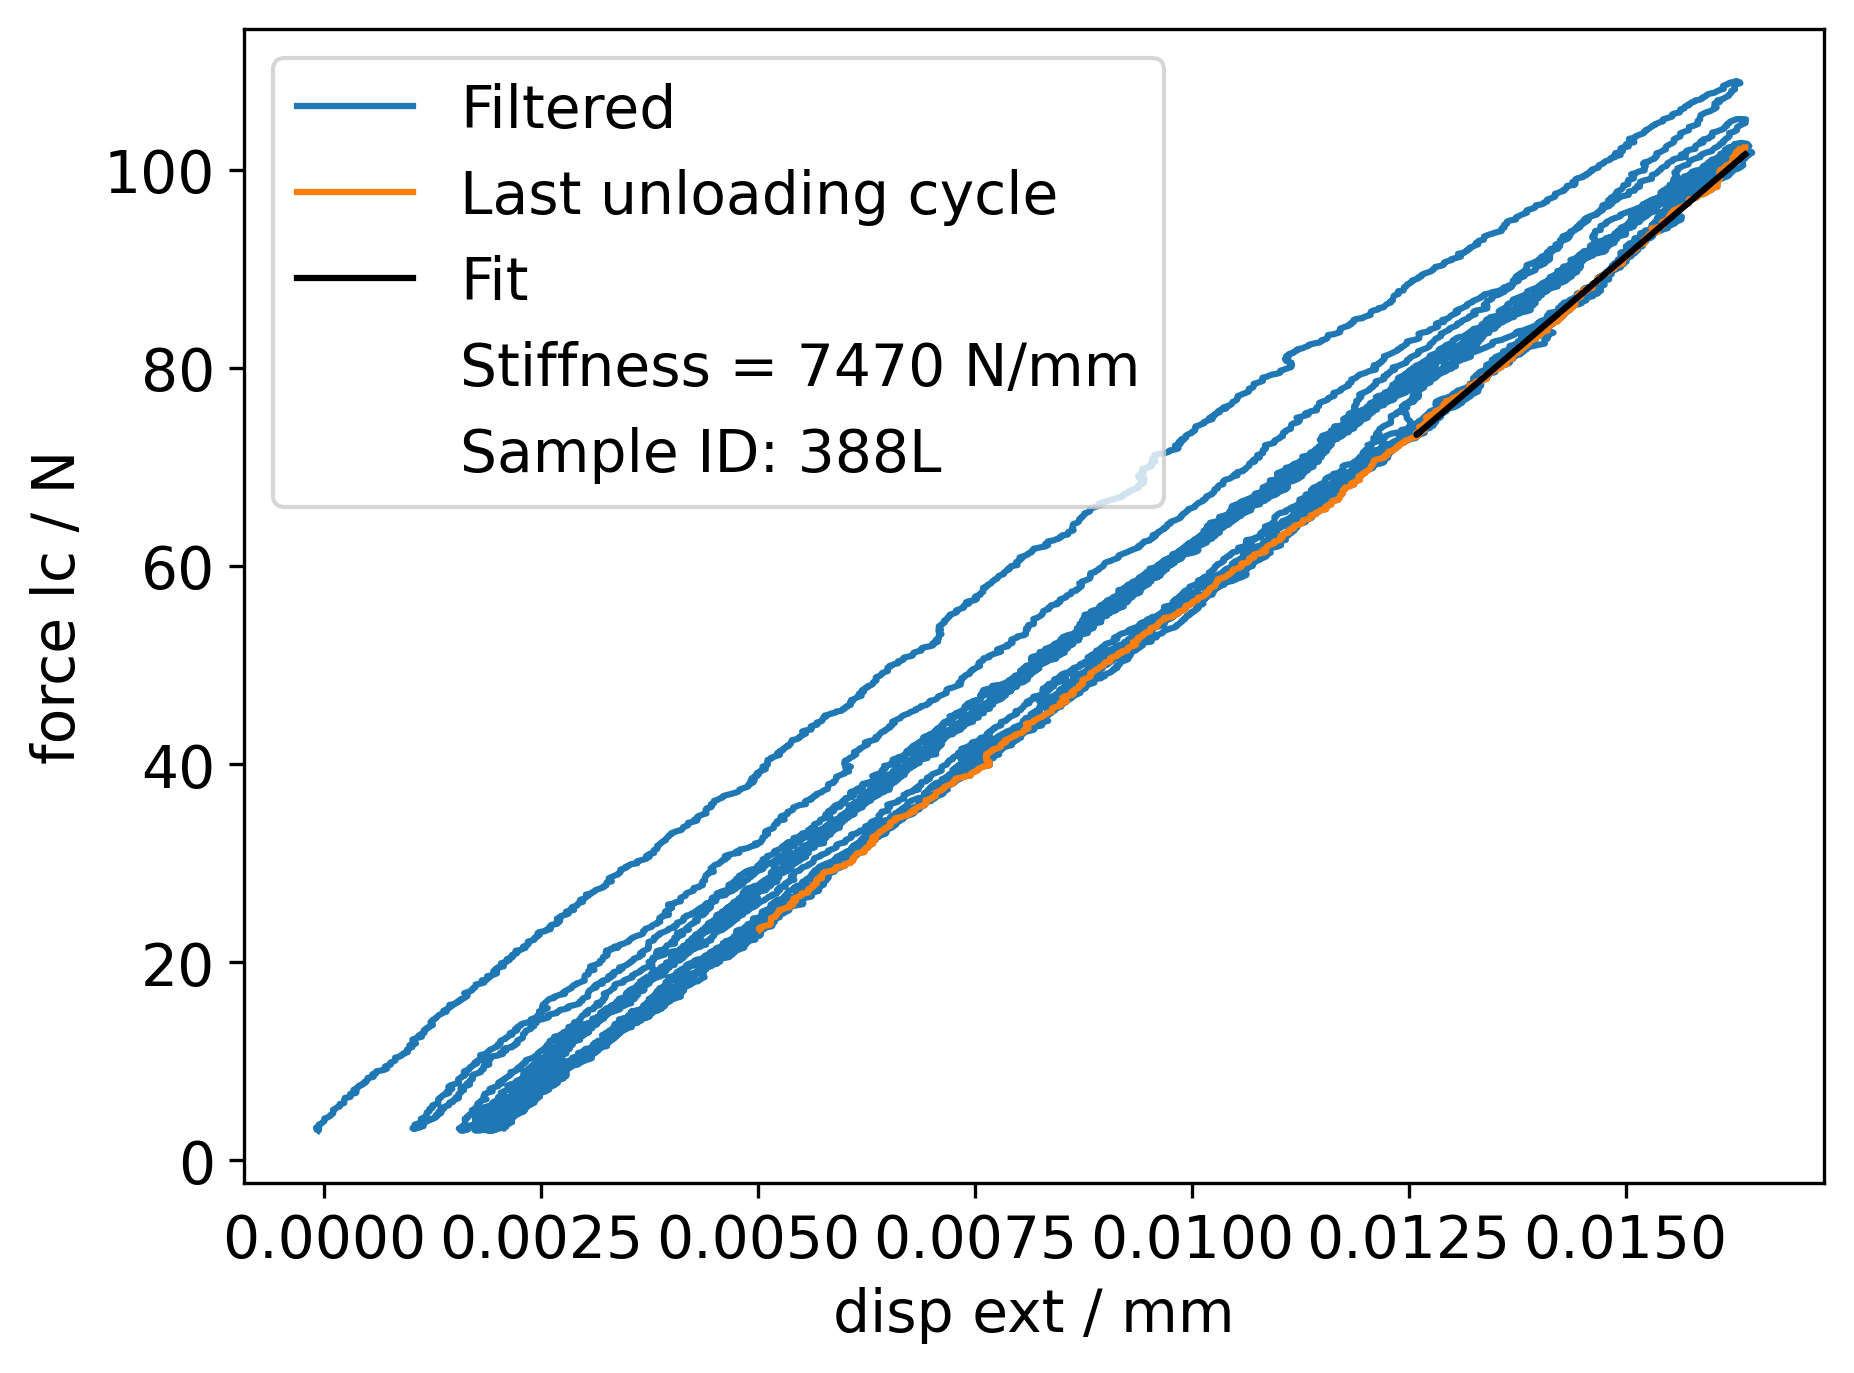 Filtered
Last unloading cycle
Fit
Stiffness = 7470 N/mm
Sample ID: 388L
100
80
60
40
20
0
force lc / N
0.0000 0.0025 0.0050 0.0075 0.0100 0.0125 0.0150
disp ext / mm